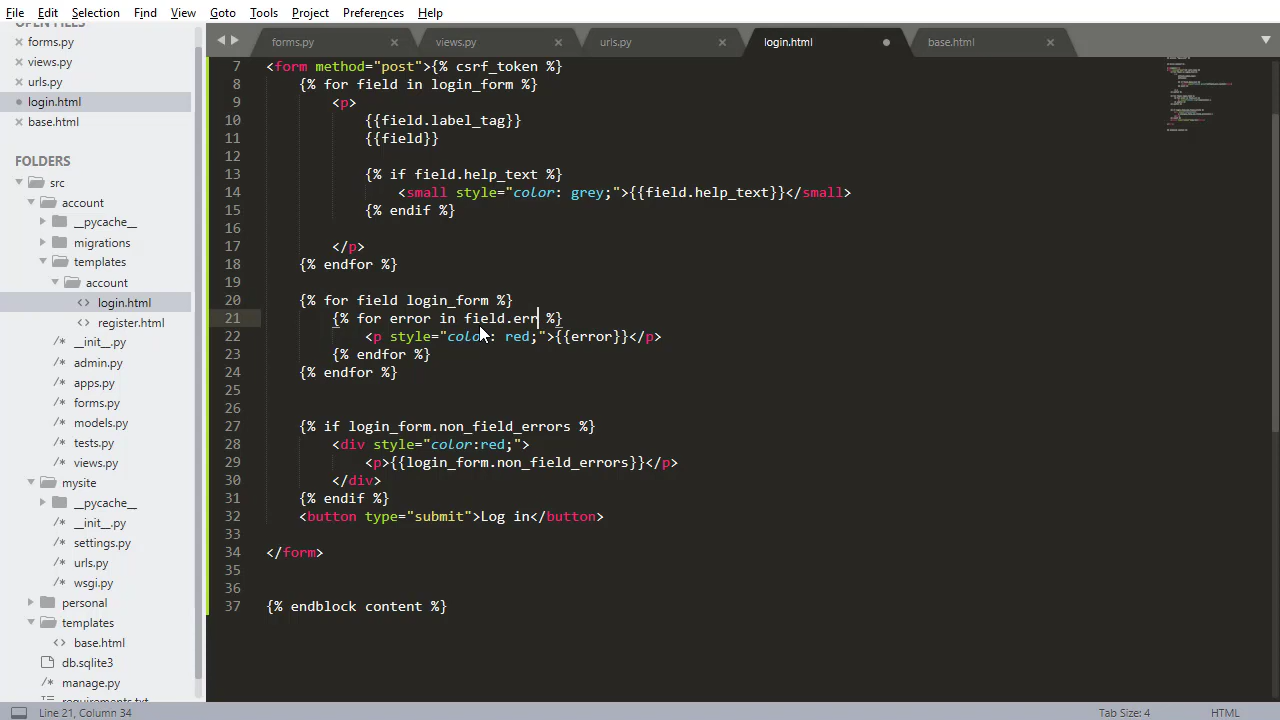 File Edit Selection Find View Goto Tools Project Preferences Help
OPEN FILES
forms.py
views.py
urls.py
login.html
base.html
FOLDERS
src
account
__pycache__
migrations
templates
account
login.html
register.html
__init__.py
admin.py
apps.py
forms.py
models.py
tests.py
views.py
mysite
__pycache__
__init__.py
settings.py
urls.py
wsgi.py
personal
templates
base.html
db.sqlite3
manage.py
requirements.txt
forms.py views.py urls.py login.html base.html
7 <form method="post">{% csrf_token %}
8 {% for field in login_form %}
9 <p>
10 {{field.label_tag}}
11 {{field}}
12
13 {% if field.help_text %}
14 <small style="color: grey;">{{field.help_text}}</small>
15 {% endif %}
16
17 </p>
18 {% endfor %}
19
20 {% for field login_form %}
21 {% for error in field.err %}
22 <p style="color: red;">{{error}}</p>
23 {% endfor %}
24 {% endfor %}
25
26
27 {% if login_form.non_field_errors %}
28 <div style="color:red;">
29 <p>{{login_form.non_field_errors}}</p>
30 </div>
31 {% endif %}
32 <button type="submit">Log in</button>
33
34 </form>
35
36
37 {% endblock content %}
Line 21, Column 34 Tab Size: 4 HTML